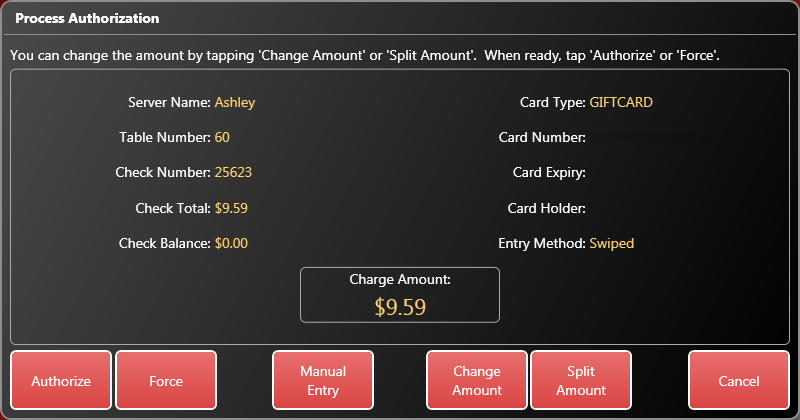 Process Authorization
You can change the amount by tapping 'Change Amount' or 'Split Amount'.  When ready, tap 'Authorize' or 'Force'.
Server Name: Ashley
Table Number: 60
Check Number: 25623
Check Total: $9.59
Check Balance: $0.00
Card Type: GIFTCARD
Card Number:
Card Expiry:
Card Holder:
Entry Method: Swiped
Charge Amount:
$9.59
Authorize
Force
Manual
Entry
Change
Amount
Split
Amount
Cancel